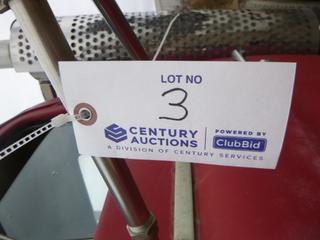 LOT NO
3
CENTURY AUCTIONS
A DIVISION OF CENTURY SERVICES
POWERED BY
ClubBid